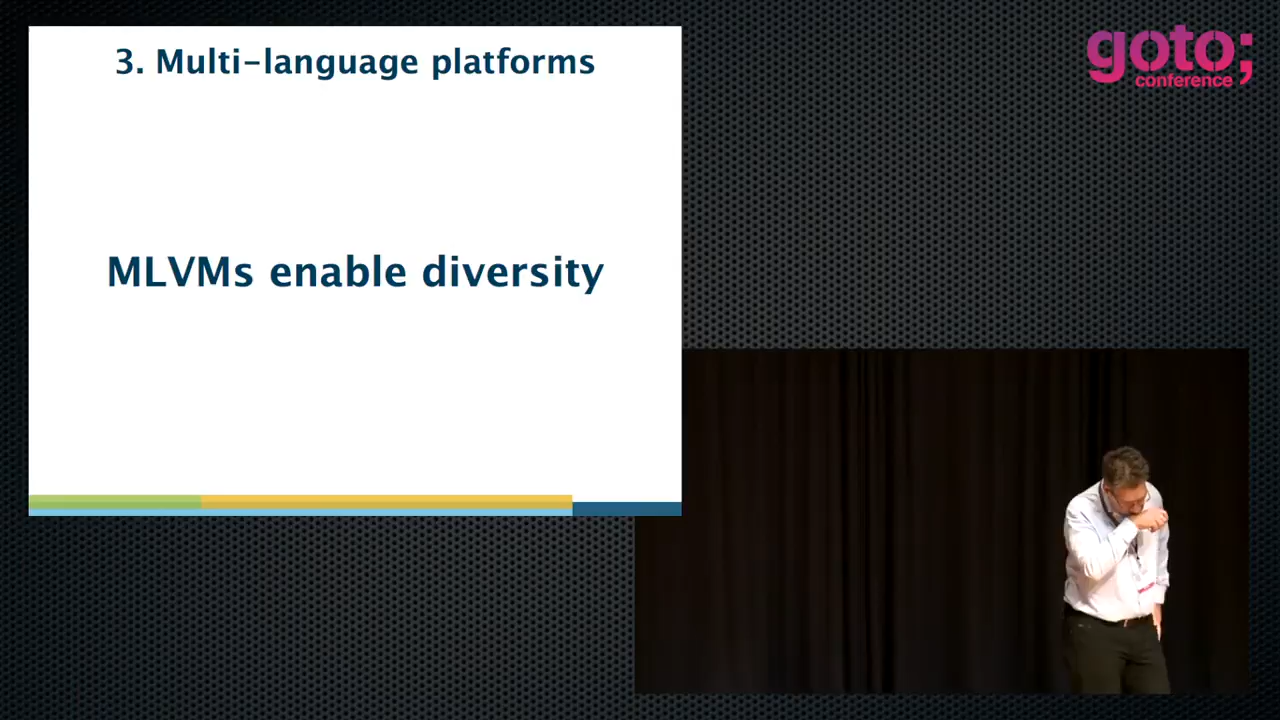 3. Multi-language platforms
goto;
conference
MLVMs enable diversity